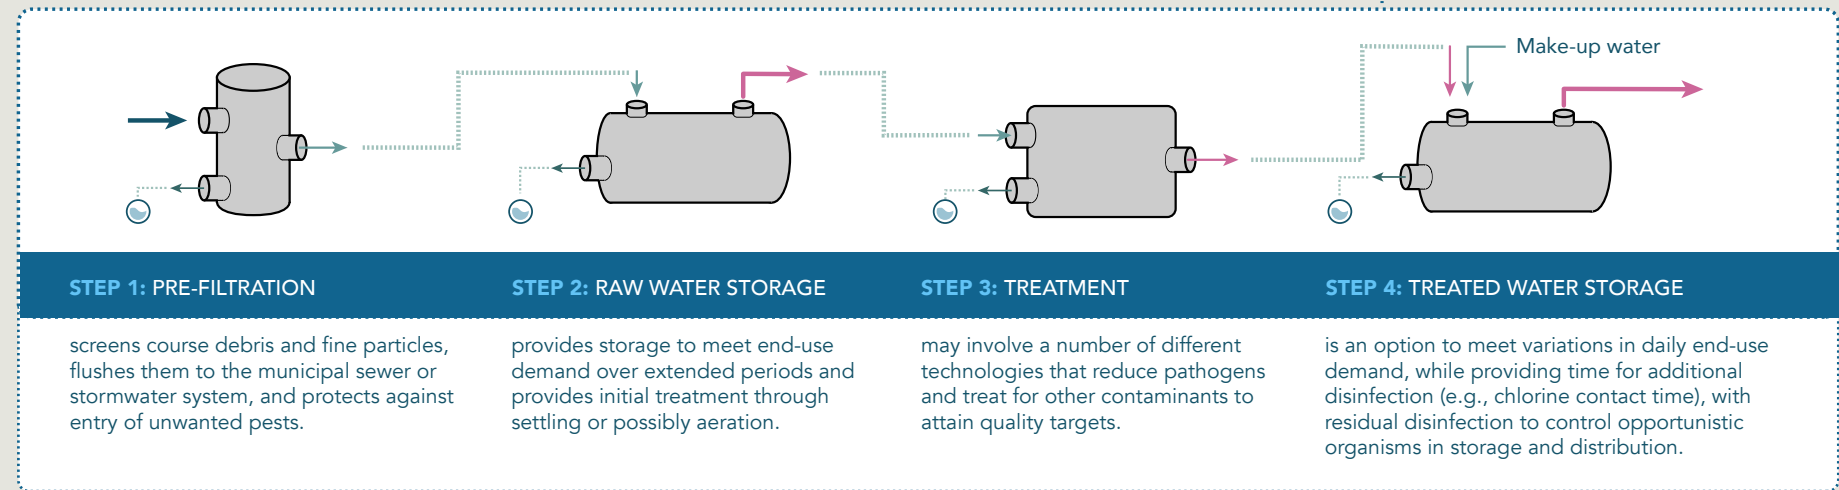 Make-up water
STEP 1: PRE-FILTRATION
screens course debris and fine particles,
flushes them to the municipal sewer or
stormwater system, and protects against
entry of unwanted pests.
STEP 2: RAW WATER STORAGE
provides storage to meet end-use
demand over extended periods and
provides initial treatment through
settling or possibly aeration.
STEP 3: TREATMENT
may involve a number of different
technologies that reduce pathogens
and treat for other contaminants to
attain quality targets.
STEP 4: TREATED WATER STORAGE
is an option to meet variations in daily end-use
demand, while providing time for additional
disinfection (e.g., chlorine contact time), with
residual disinfection to control opportunistic
organisms in storage and distribution.